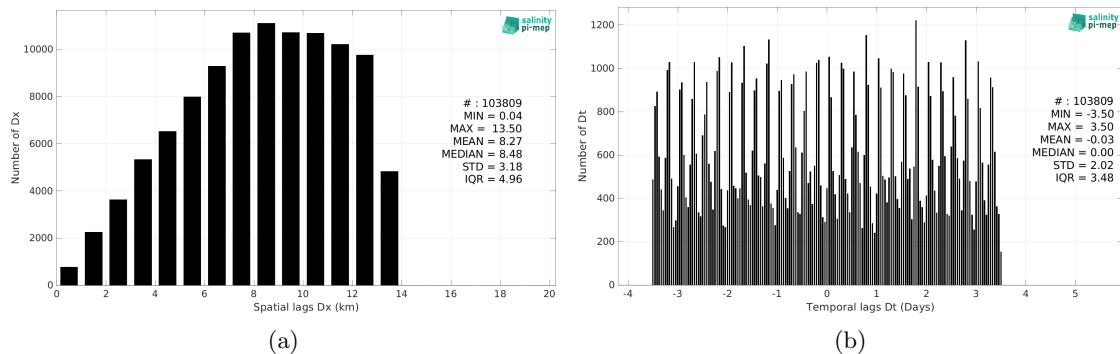 salinity
pi-mep
10000
8000
6000
4000
2000
0
Number of Dx
# : 103809
MIN = 0.04
MAX = 13.50
MEAN = 8.27
MEDIAN = 8.48
STD = 3.18
IQR = 4.96
0 2 4 6 8 10 12 14 16 18 20
Spatial lags Dx (km)
(a)
salinity
pi-mep
1200
1000
800
600
400
200
0
Number of Dt
# : 103809
MIN = -3.50
MAX = 3.50
MEAN = -0.03
MEDIAN = 0.00
STD = 2.02
IQR = 3.48
-4 -3 -2 -1 0 1 2 3 4 5
Temporal lags Dt (Days)
(b)